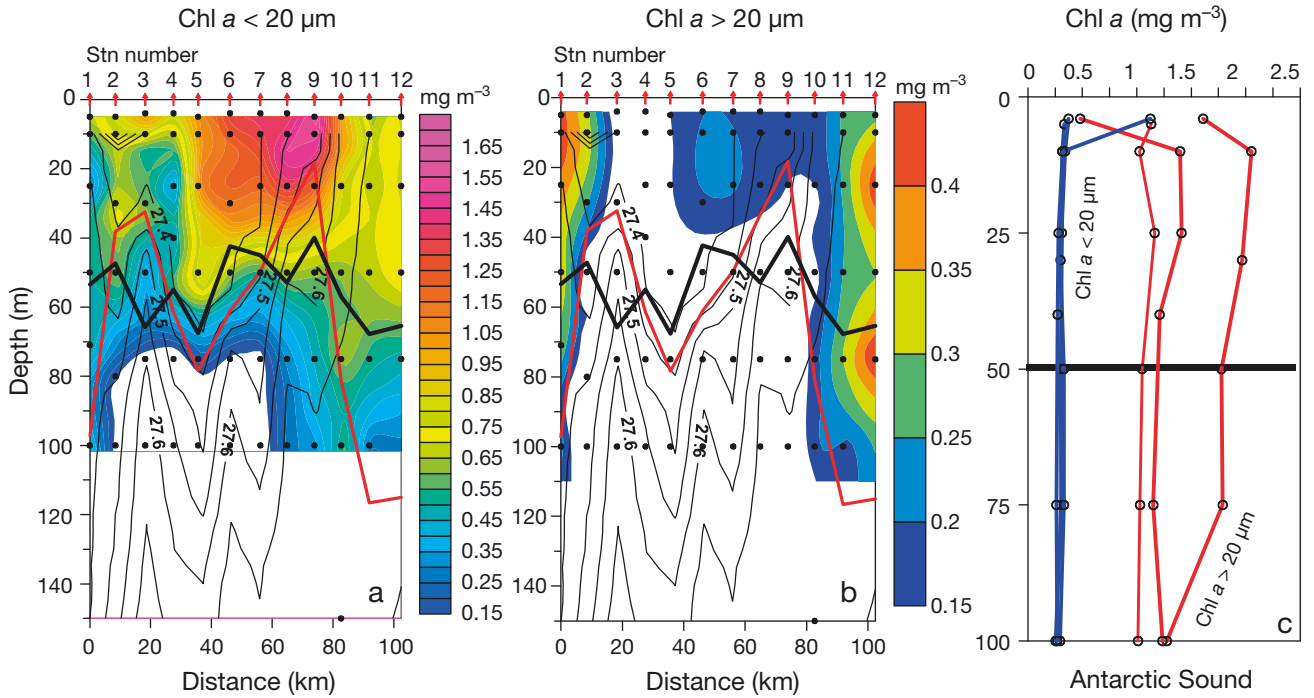 Chl a < 20 µm
Chl a > 20 µm
Chl a (mg m–3)
Stn number
1 2 3 4 5 6 7 8 9 10 11 12
mg m–3
1.65
1.55
1.45
1.35
1.25
1.15
1.05
0.95
0.85
0.75
0.65
0.55
0.45
0.35
0.25
0.15
Depth (m)
0
20
40
60
80
100
120
140
27.4
27.5
27.5
27.6
27.6
27.6
a
0 20 40 60 80 100
Distance (km)
Stn number
1 2 3 4 5 6 7 8 9 10 11 12
mg m–3
0.4
0.35
0.3
0.25
0.2
0.15
0
20
40
60
80
100
120
140
27.4
27.5
27.5
27.6
27.6
27.6
b
0 20 40 60 80 100
Distance (km)
0 0.5 1 1.5 2 2.5
0
25
50
75
100
Chl a < 20 µm
Chl a > 20 µm
c
Antarctic Sound